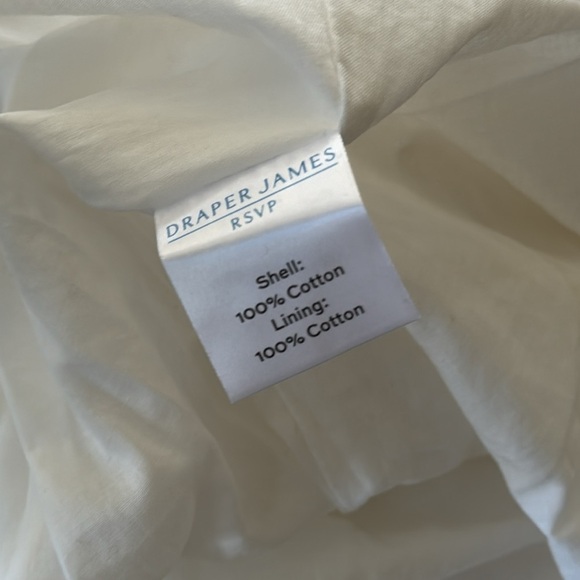 DRAPER JAMES
RSVP
Shell:
100% Cotton
Lining:
100% Cotton